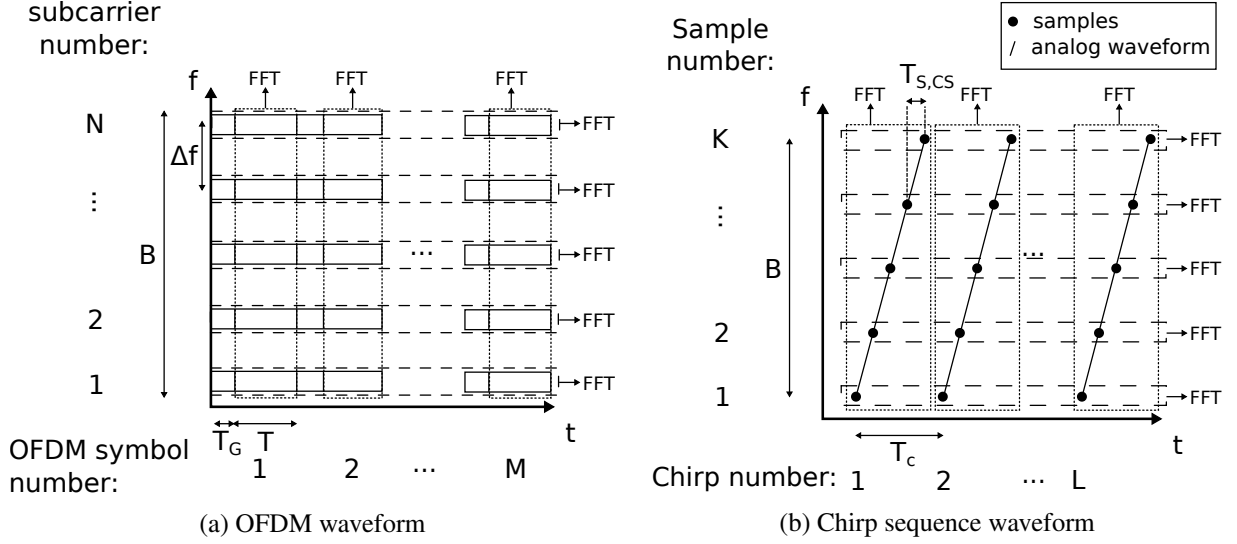 subcarrier
number:
f
FFT
FFT
FFT
N
Δf
FFT
FFT
⋮
B
...
FFT
2
FFT
1
FFT
t
T_G
T
OFDM symbol
number:
1
2
...
M
(a) OFDM waveform
samples
analog waveform
Sample
number:
T_S,CS
f
FFT
FFT
FFT
K
FFT
⋮
FFT
B
...
FFT
2
FFT
1
FFT
t
T_c
Chirp number:
1
2
...
L
(b) Chirp sequence waveform